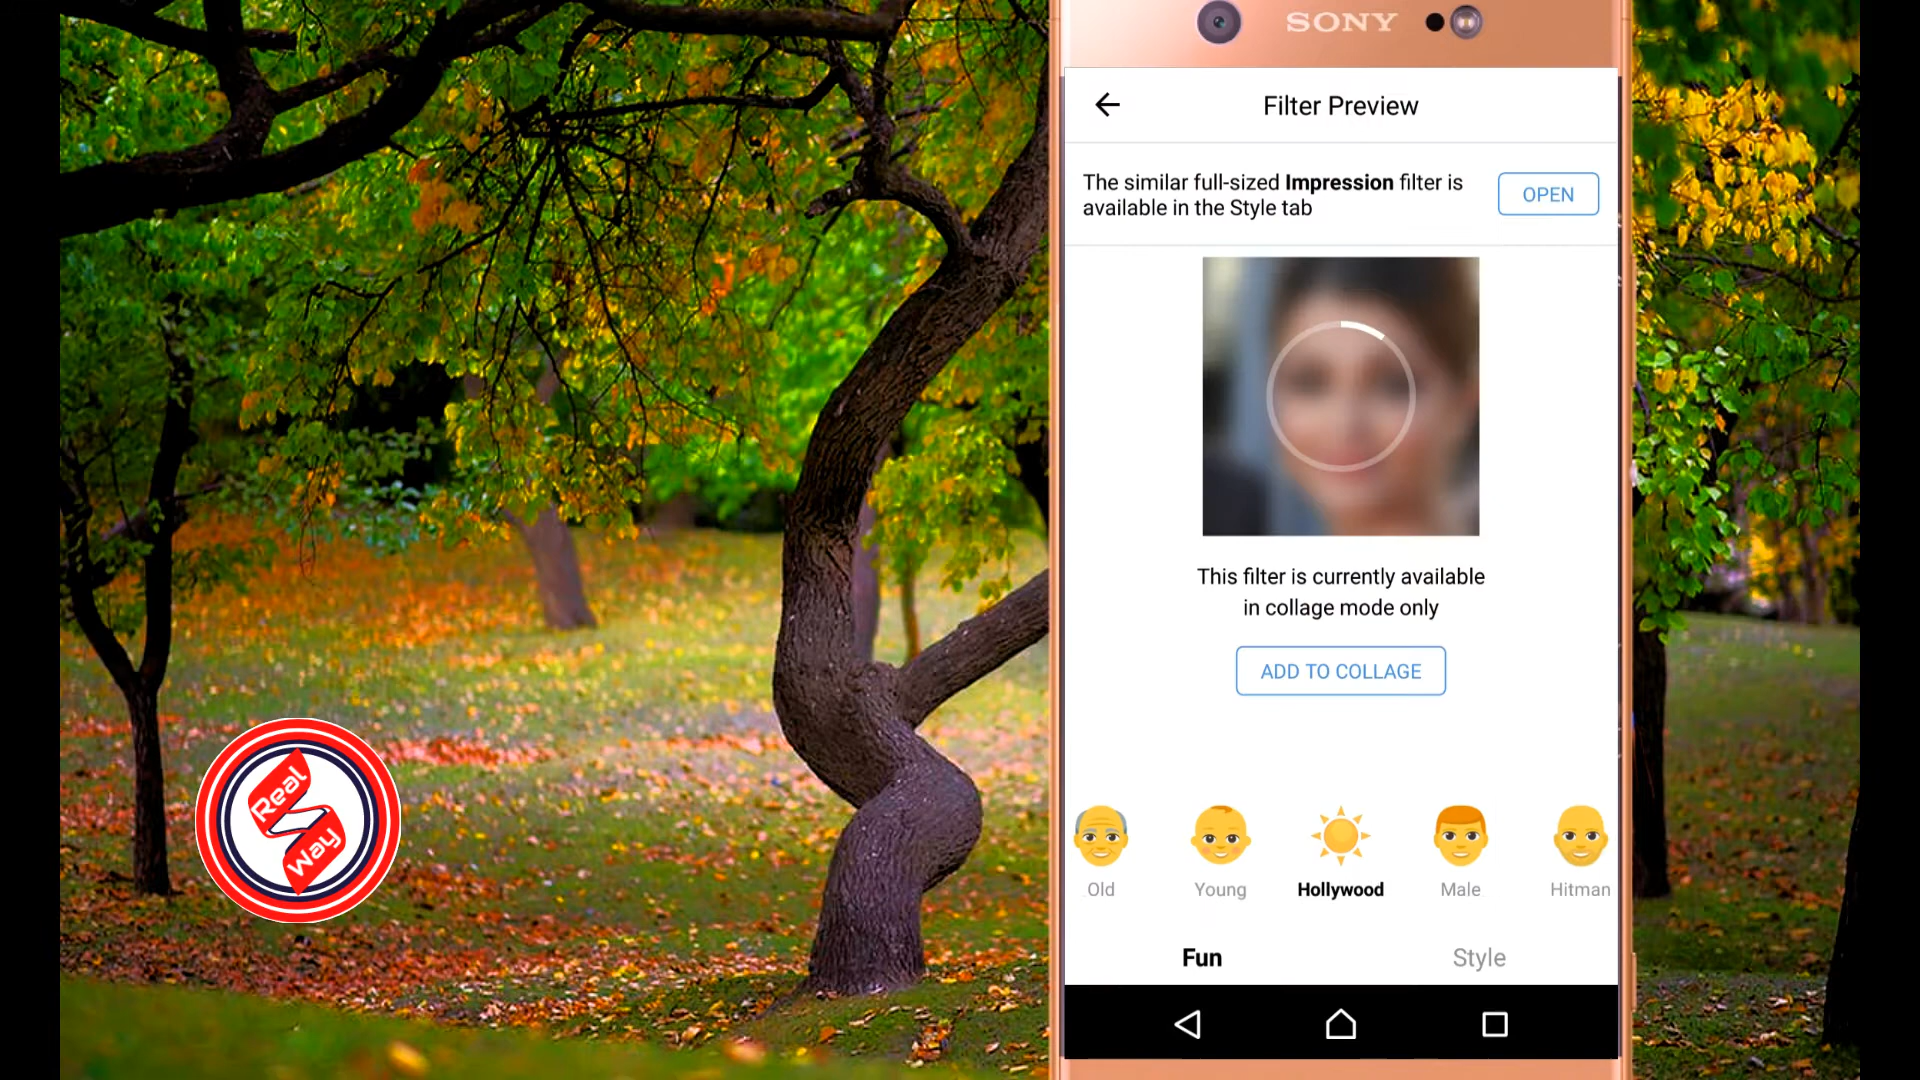 SONY
Filter Preview
The similar full-sized Impression filter is
available in the Style tab
OPEN
This filter is currently available
in collage mode only
ADD TO COLLAGE
Old
Young
Hollywood
Male
Hitman
Fun
Style
Real
Way